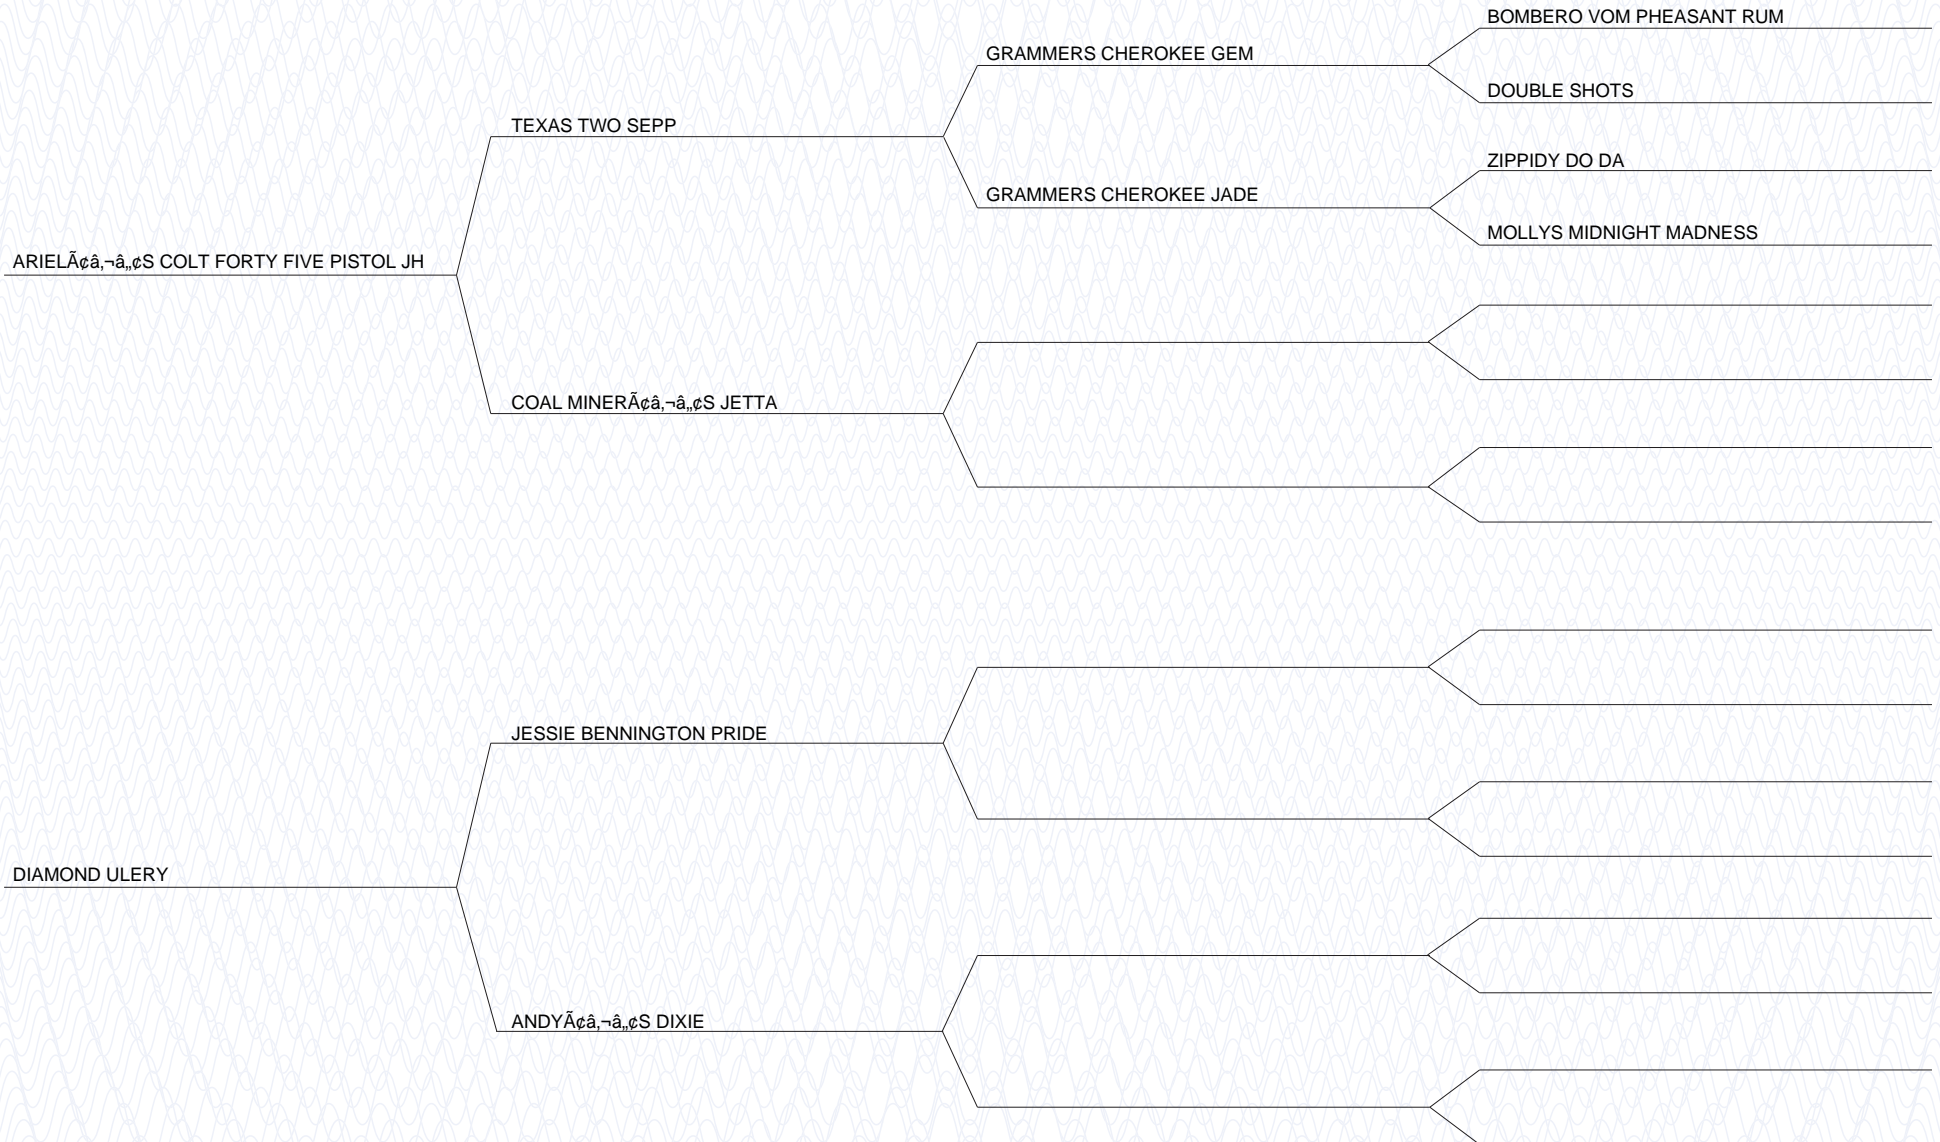 BOMBERO VOM PHEASANT RUM
GRAMMERS CHEROKEE GEM
DOUBLE SHOTS
TEXAS TWO SEPP
ZIPPIDY DO DA
GRAMMERS CHEROKEE JADE
MOLLYS MIDNIGHT MADNESS
ARIELÃ¢â‚¬â„¢S COLT FORTY FIVE PISTOL JH
COAL MINERÃ¢â‚¬â„¢S JETTA
JESSIE BENNINGTON PRIDE
DIAMOND ULERY
ANDYÃ¢â‚¬â„¢S DIXIE